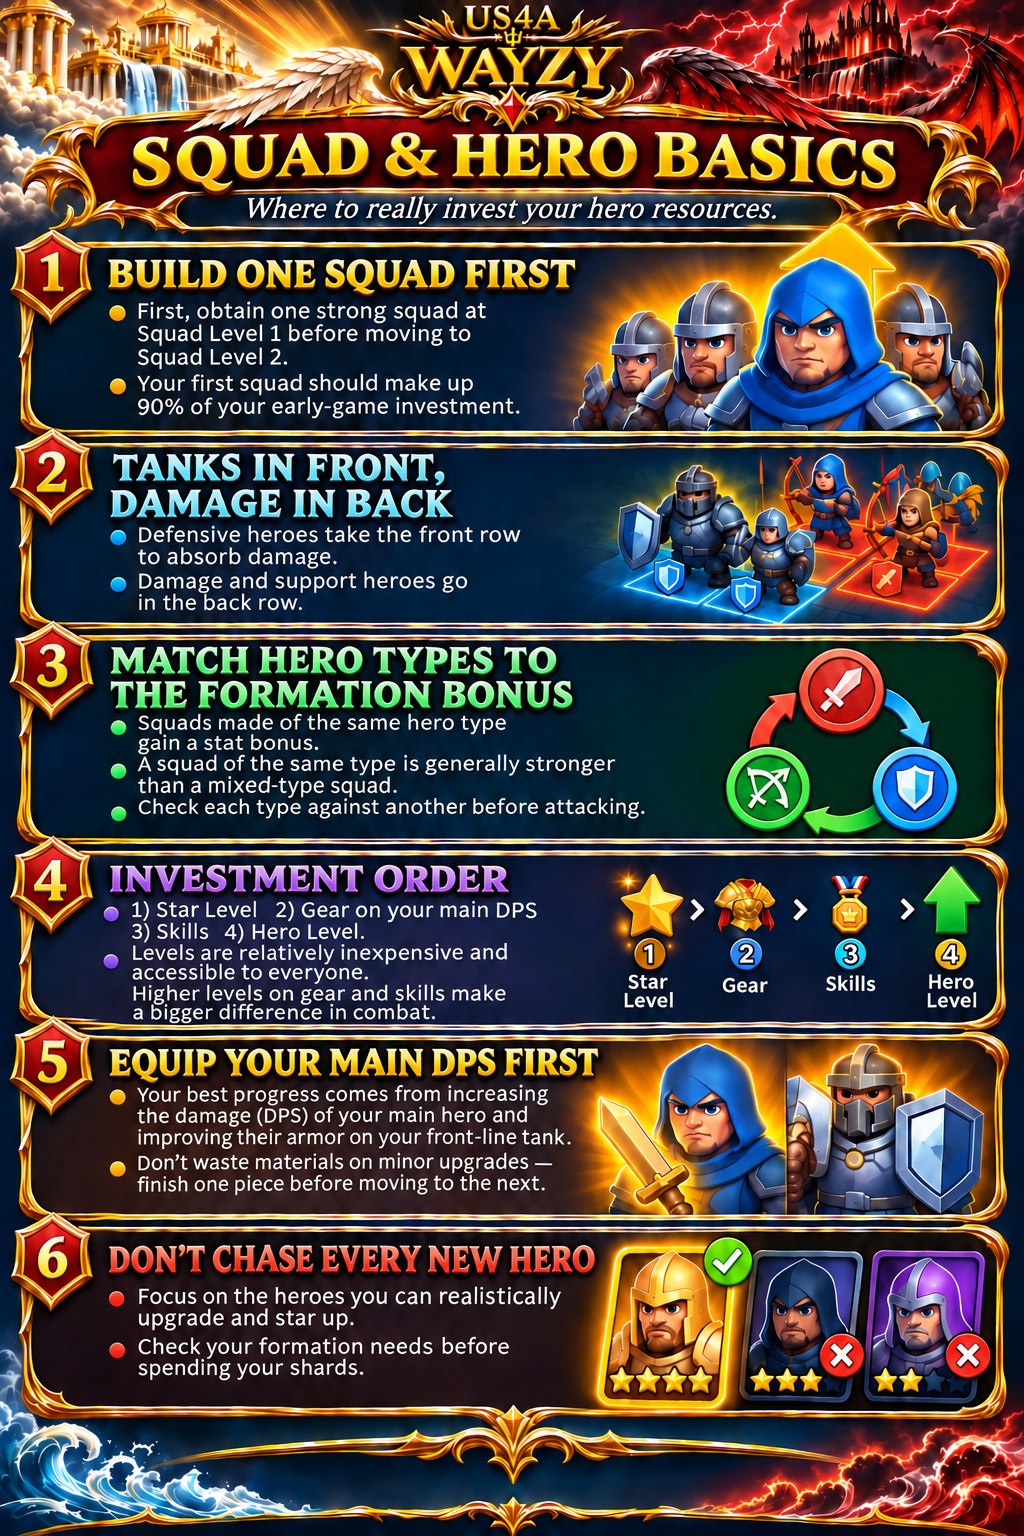 US4A
WAYZY
SQUAD & HERO BASICS
Where to really invest your hero resources.
1
BUILD ONE SQUAD FIRST
First, obtain one strong squad at
Squad Level 1 before moving to
Squad Level 2.
Your first squad should make up
90% of your early-game investment.
2
TANKS IN FRONT,
DAMAGE IN BACK
Defensive heroes take the front row
to absorb damage.
Damage and support heroes go
in the back row.
3
MATCH HERO TYPES TO
THE FORMATION BONUS
Squads made of the same hero type
gain a stat bonus.
A squad of the same type is generally stronger
than a mixed-type squad.
Check each type against another before attacking.
4
INVESTMENT ORDER
1) Star Level 2) Gear on your main DPS
3) Skills 4) Hero Level.
Levels are relatively inexpensive and
accessible to everyone.
Higher levels on gear and skills make
a bigger difference in combat.
1
Star
Level
2
Gear
3
Skills
4
Hero
Level
5
EQUIP YOUR MAIN DPS FIRST
Your best progress comes from increasing
the damage (DPS) of your main hero and
improving their armor on your front-line tank.
Don't waste materials on minor upgrades —
finish one piece before moving to the next.
6
DON'T CHASE EVERY NEW HERO
Focus on the heroes you can realistically
upgrade and star up.
Check your formation needs before
spending your shards.